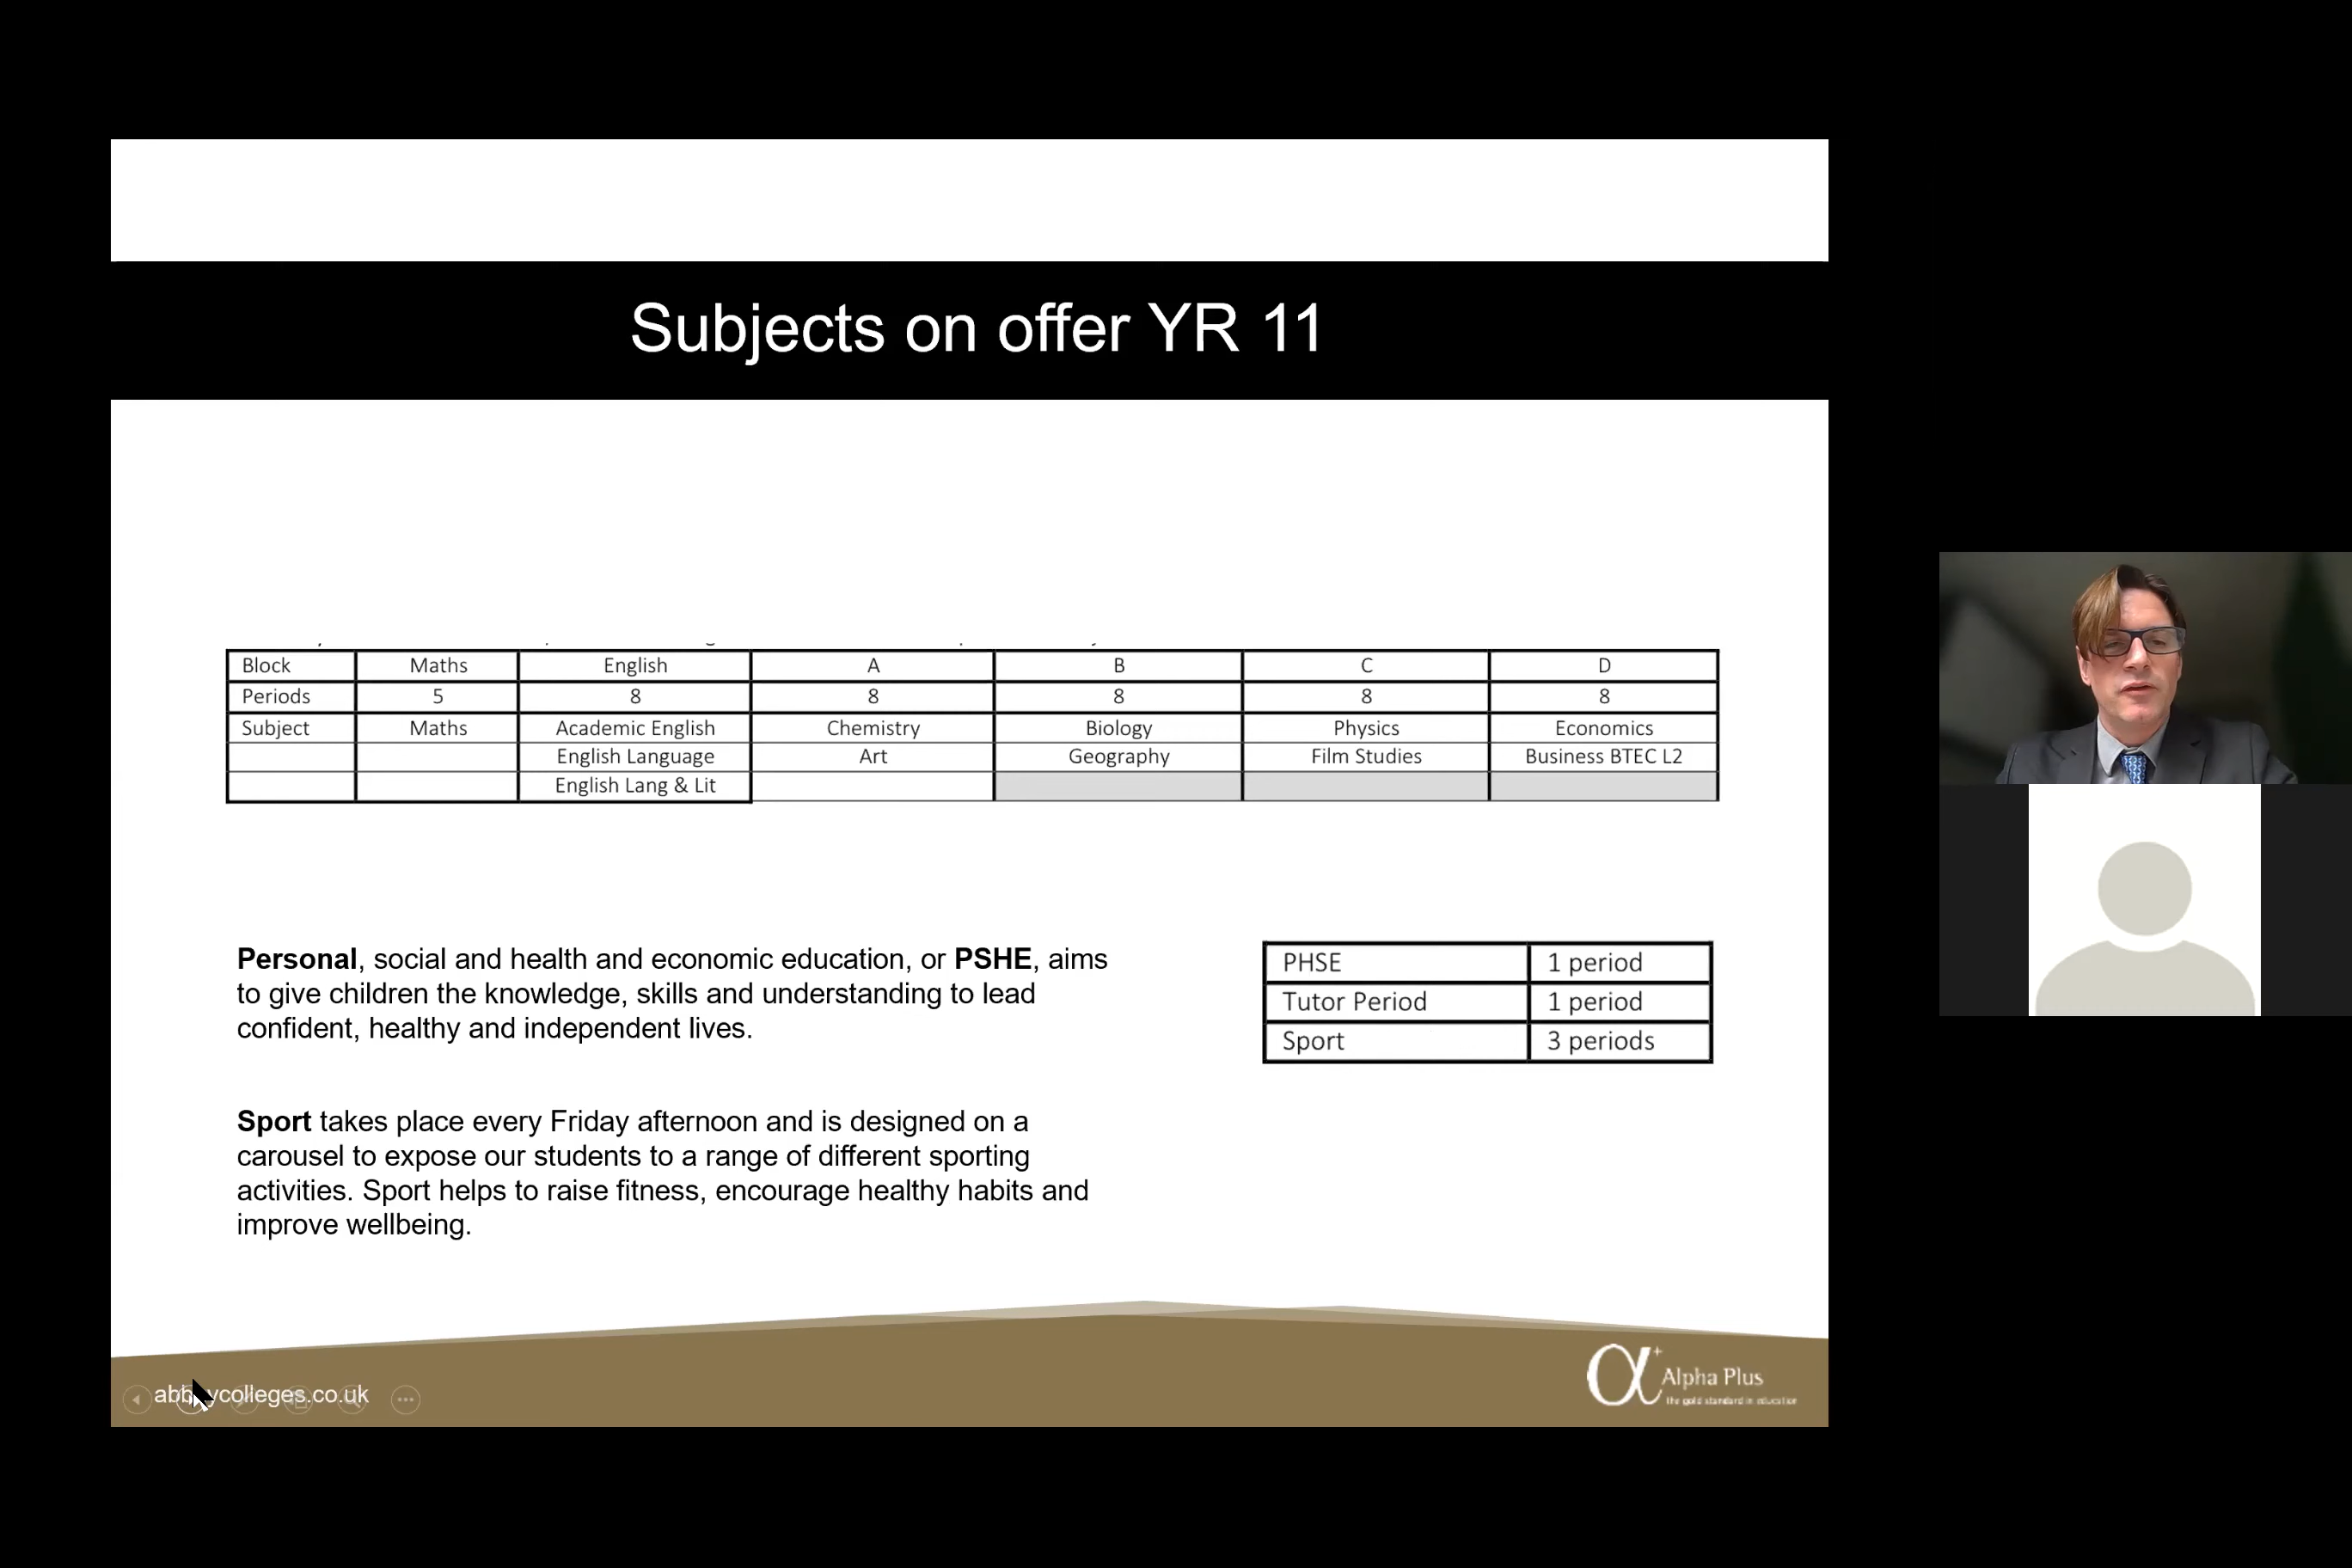 Subjects on offer YR 11
Block Maths English A B C D
Periods 5 8 8 8 8 8
Subject Maths Academic English Chemistry Biology Physics Economics
English Language Art Geography Film Studies Business BTEC L2
English Lang & Lit
Personal, social and health and economic education, or PSHE, aims
to give children the knowledge, skills and understanding to lead
confident, healthy and independent lives.
PHSE 1 period
Tutor Period 1 period
Sport 3 periods
Sport takes place every Friday afternoon and is designed on a
carousel to expose our students to a range of different sporting
activities. Sport helps to raise fitness, encourage healthy habits and
improve wellbeing.
abbeycolleges.co.uk
α+ Alpha Plus
the gold standard in education